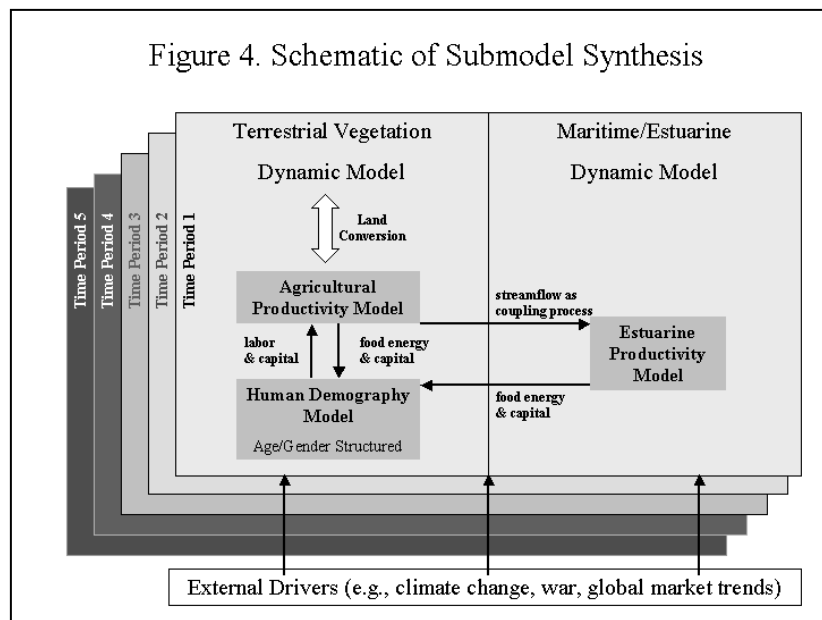 Figure 4. Schematic of Submodel Synthesis
Terrestrial Vegetation
Dynamic Model
Maritime/Estuarine
Dynamic Model
Time Period 5
Time Period 4
Time Period 3
Time Period 2
Time Period 1
Land
Conversion
Agricultural
Productivity Model
streamflow as
coupling process
Estuarine
Productivity
Model
labor
& capital
food energy
& capital
food energy
& capital
Human Demography
Model
Age/Gender Structured
External Drivers (e.g., climate change, war, global market trends)